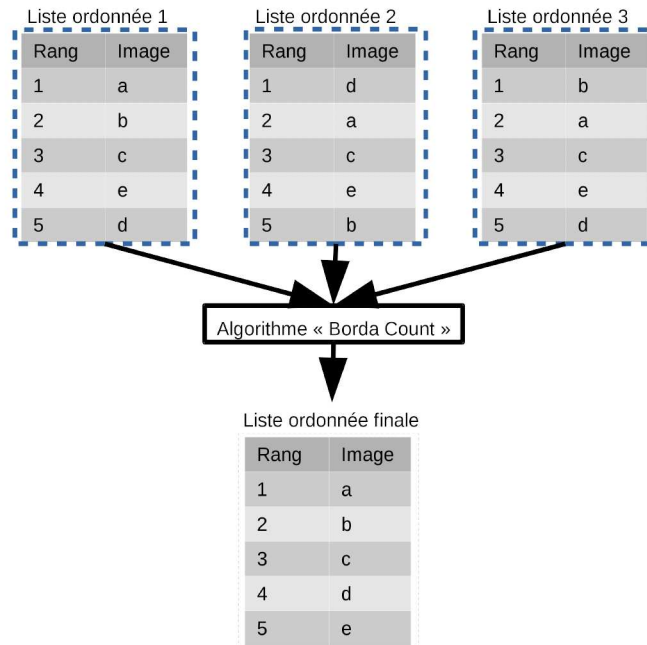 Liste ordonnée 1
Rang Image
1 a
2 b
3 c
4 e
5 d
Liste ordonnée 2
Rang Image
1 d
2 a
3 c
4 e
5 b
Liste ordonnée 3
Rang Image
1 b
2 a
3 c
4 e
5 d
Algorithme « Borda Count »
Liste ordonnée finale
Rang Image
1 a
2 b
3 c
4 d
5 e